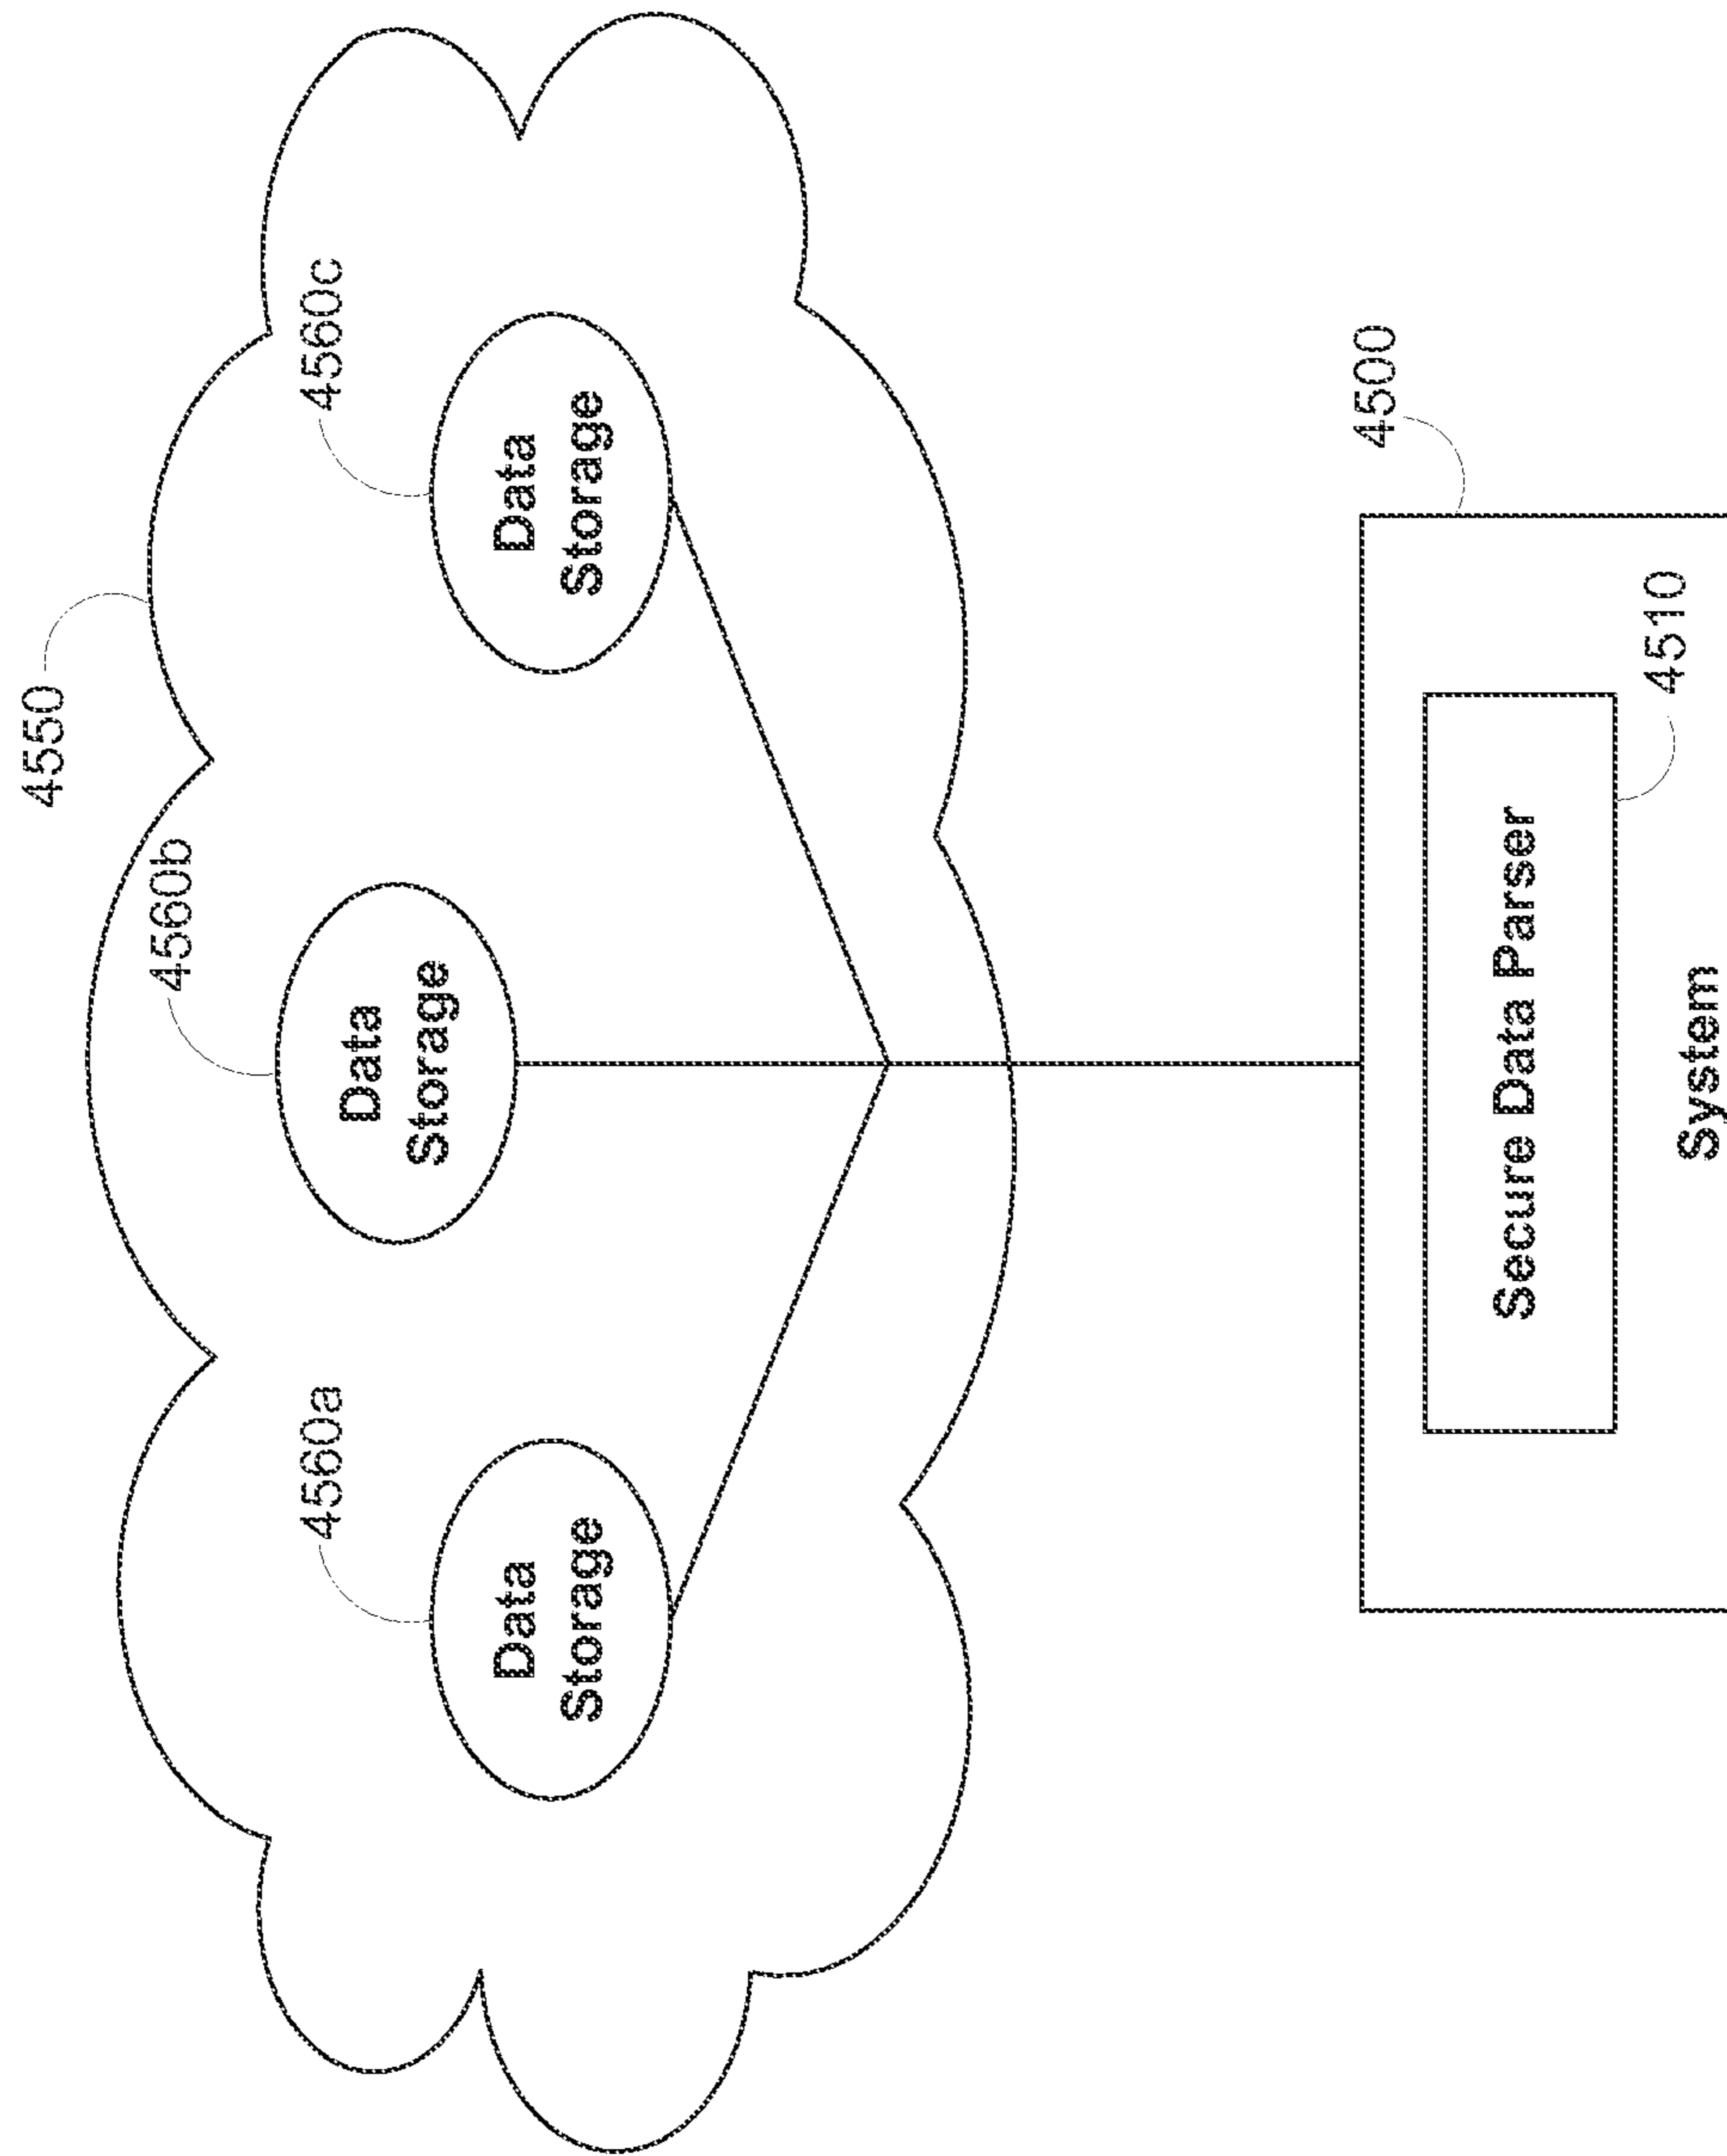 4550
4560b
4560a
4560c
Data
Storage
Data
Storage
Data
Storage
4500
Secure Data Parser
4510
System